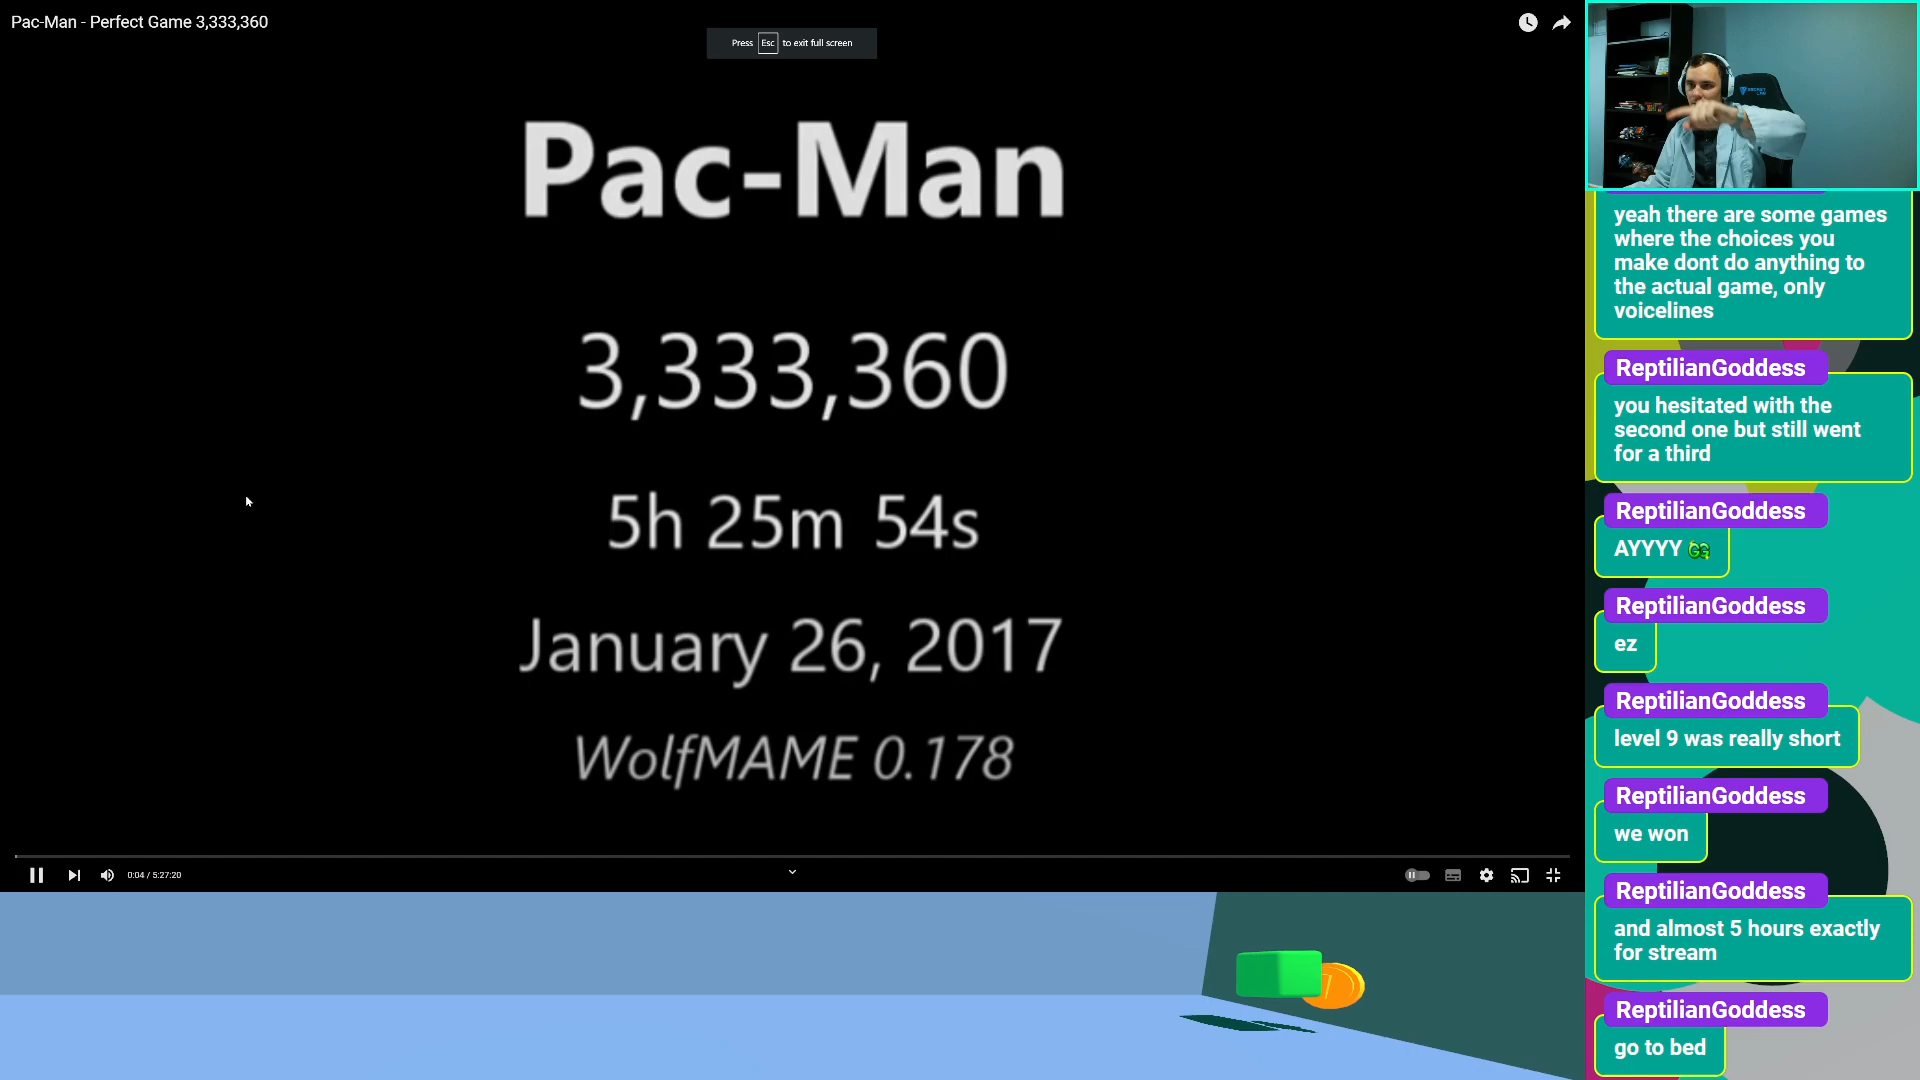 Pac-Man - Perfect Game 3,333,360
Press Esc to exit full screen
Pac-Man
3,333,360
5h 25m 54s
January 26, 2017
WolfMAME 0.178
0:04 / 5:27:20
yeah there are some games
where the choices you
make dont do anything to
the actual game, only
voicelines
ReptilianGoddess
you hesitated with the
second one but still went
for a third
ReptilianGoddess
AYYYY GG
ReptilianGoddess
ez
ReptilianGoddess
level 9 was really short
ReptilianGoddess
we won
ReptilianGoddess
and almost 5 hours exactly
for stream
ReptilianGoddess
go to bed